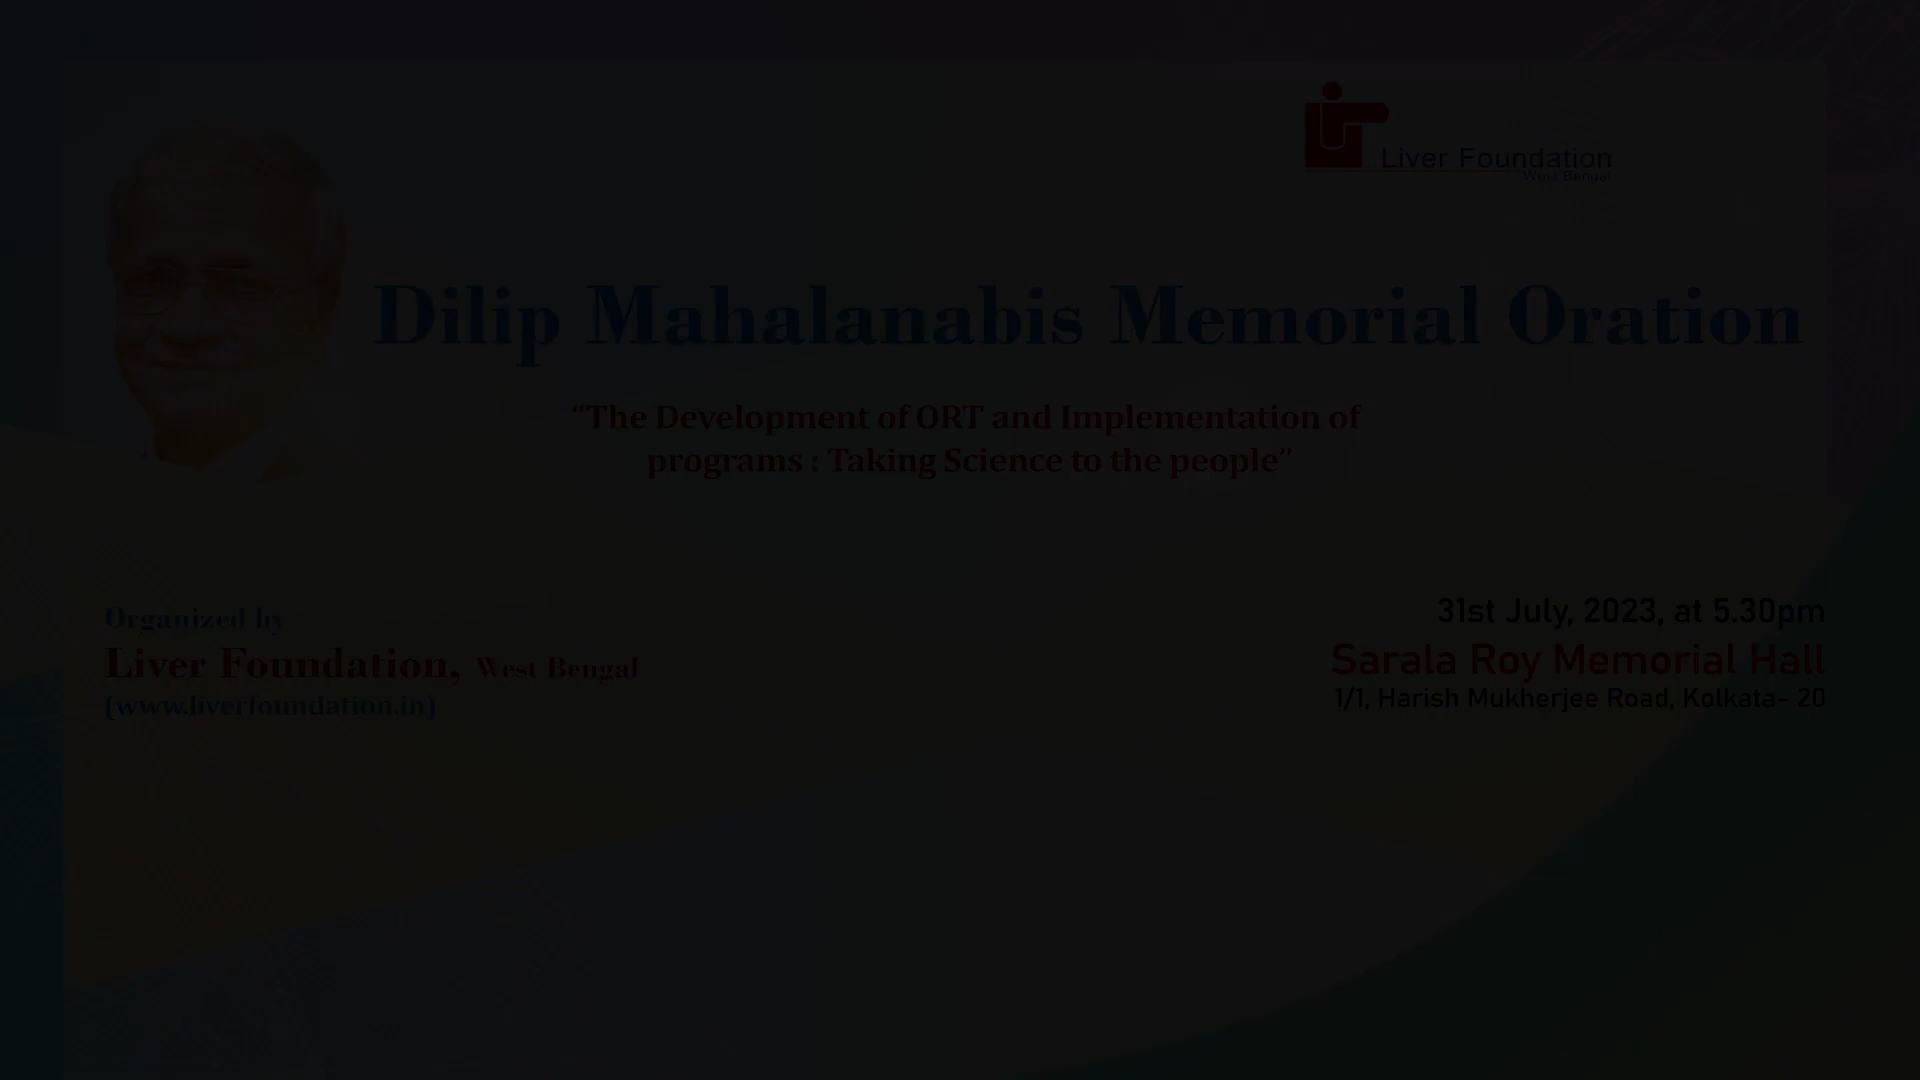 Liver Foundation
West Bengal
Dilip Mahalanabis Memorial Oration
“The Development of ORT and Implementation of
programs : Taking Science to the people”
Organized by
Liver Foundation, West Bengal
(www.liverfoundation.in)
31st July, 2023, at 5.30pm
Sarala Roy Memorial Hall
1/1, Harish Mukherjee Road, Kolkata- 20